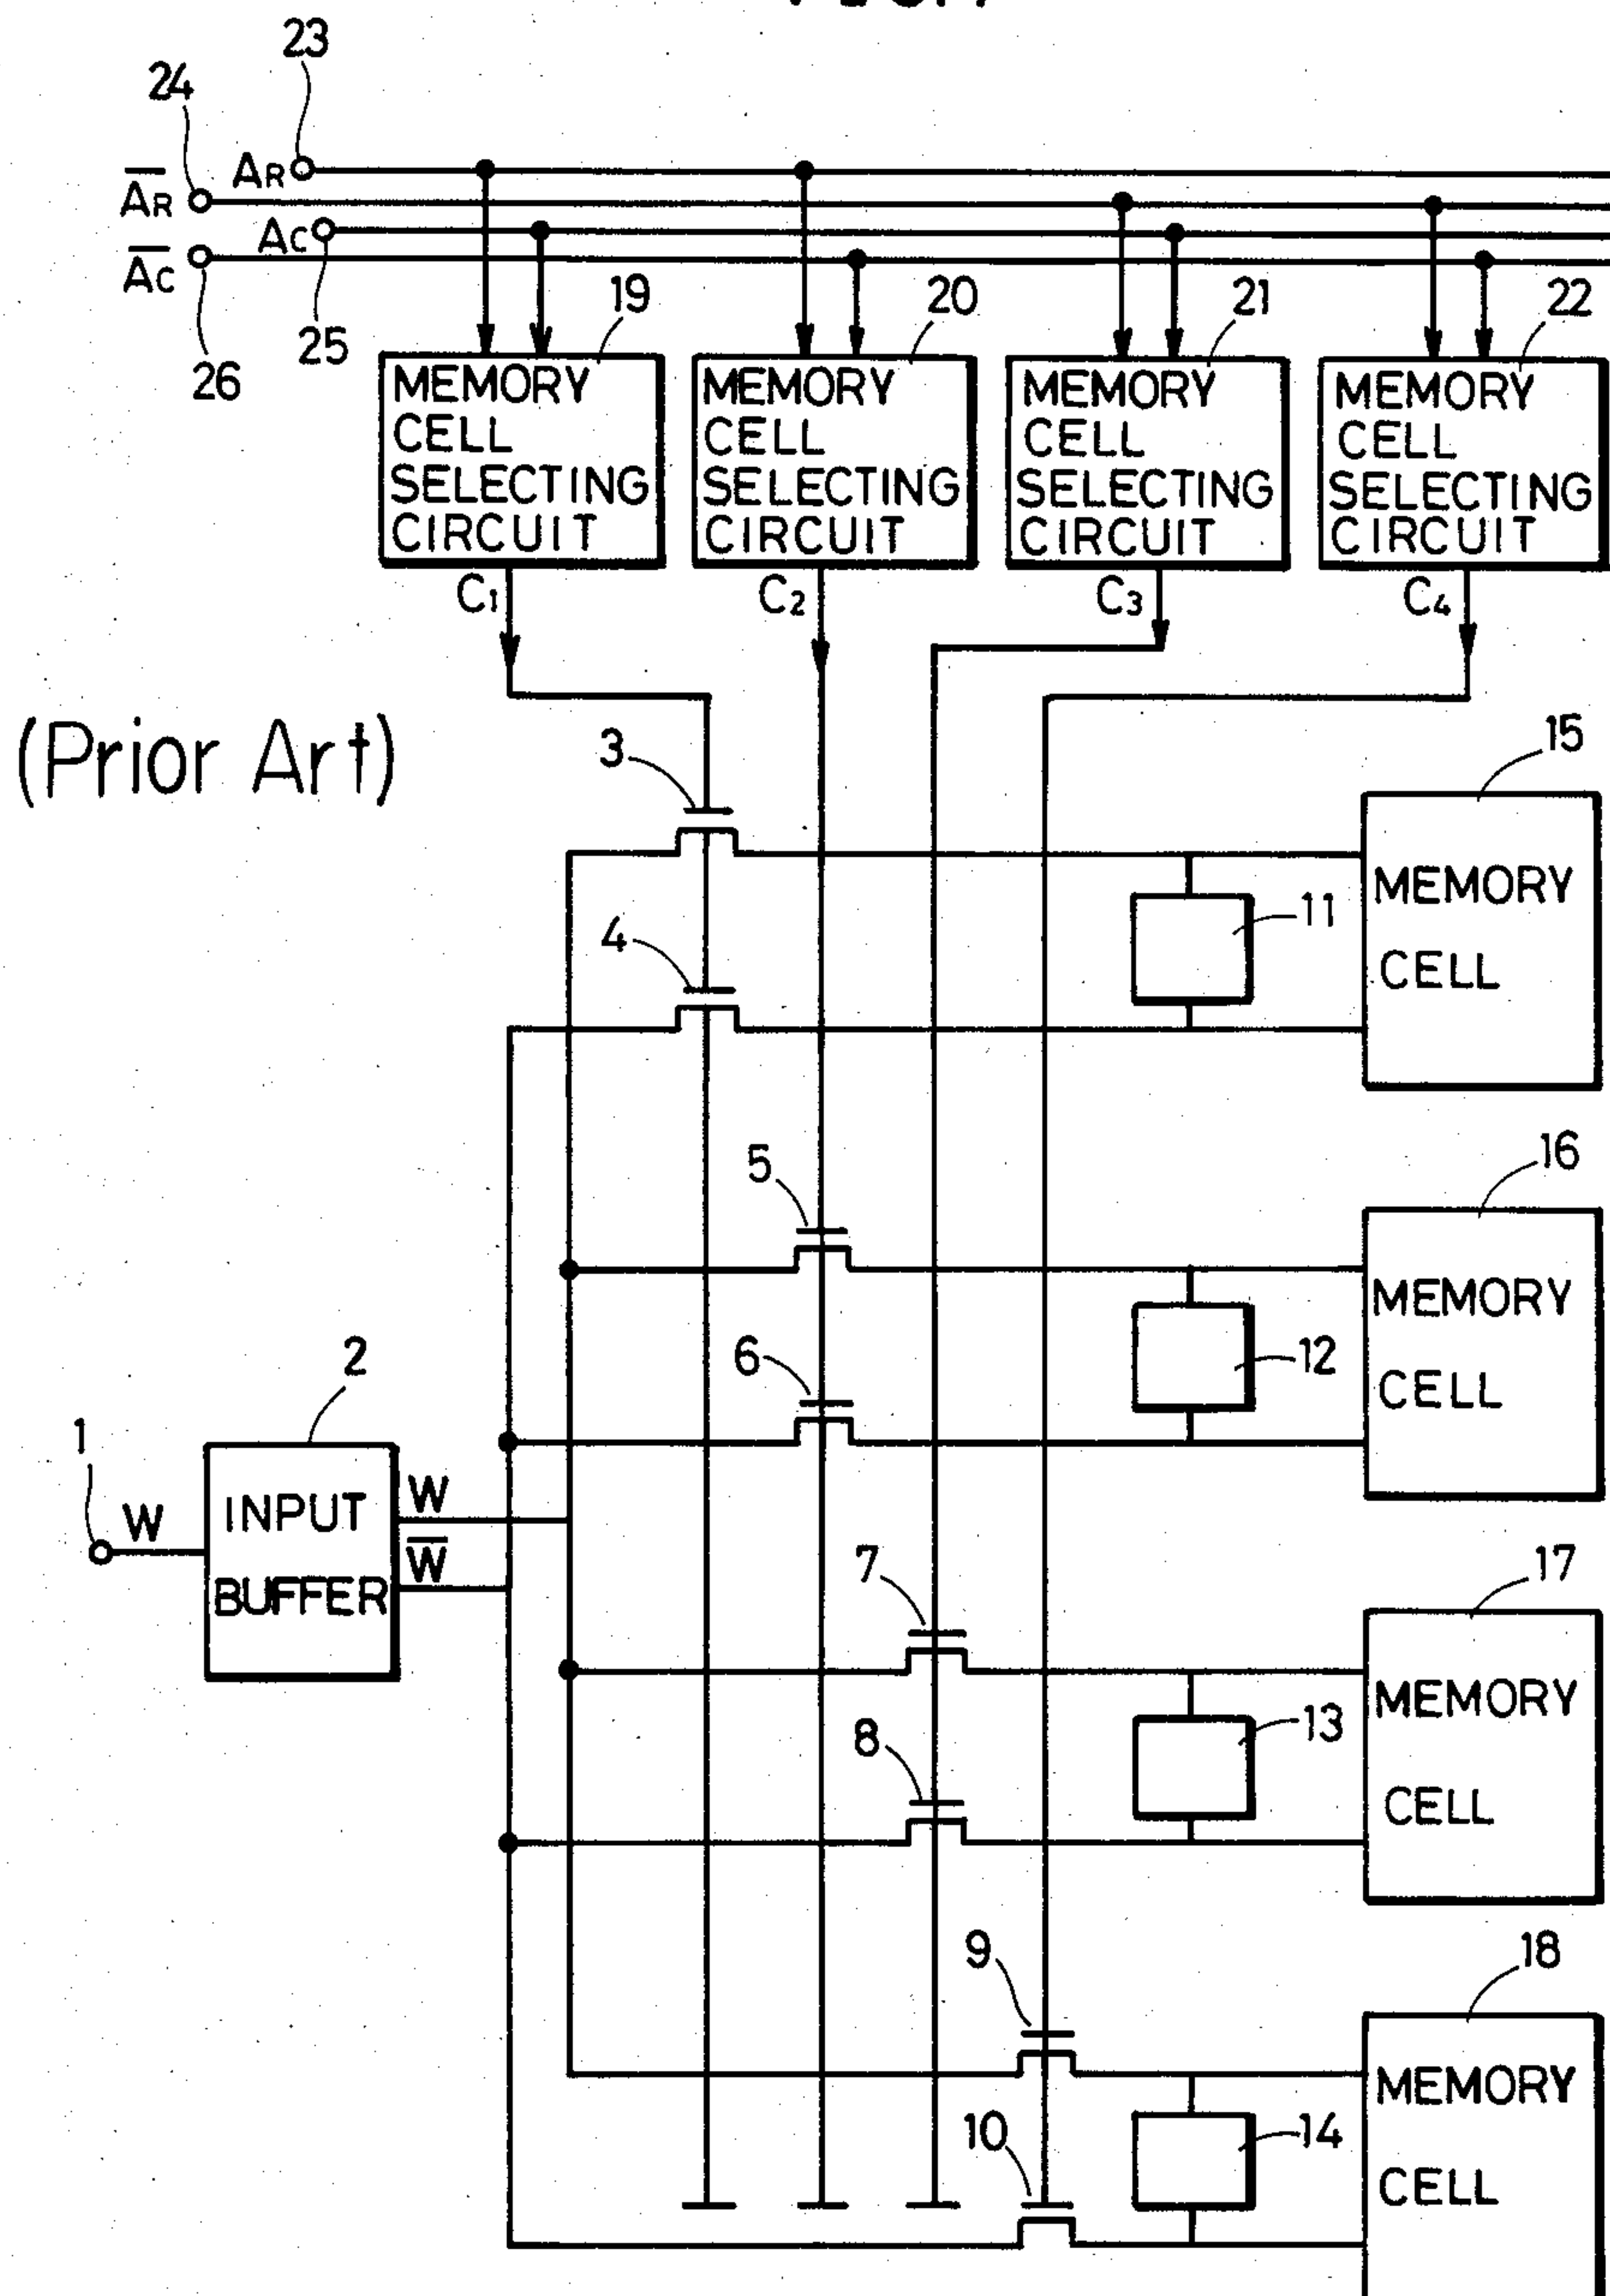 23
24
AR
A̅R̅
AC
A̅C̅
25
26
19
20
21
22
MEMORY
CELL
SELECTING
CIRCUIT
MEMORY
CELL
SELECTING
CIRCUIT
MEMORY
CELL
SELECTING
CIRCUIT
MEMORY
CELL
SELECTING
CIRCUIT
C1
C2
C3
C4
(Prior Art)
3
15
4
11
MEMORY
CELL
5
16
6
12
MEMORY
CELL
2
1
W
INPUT
BUFFER
W
W̅
7
17
8
13
MEMORY
CELL
9
18
10
14
MEMORY
CELL